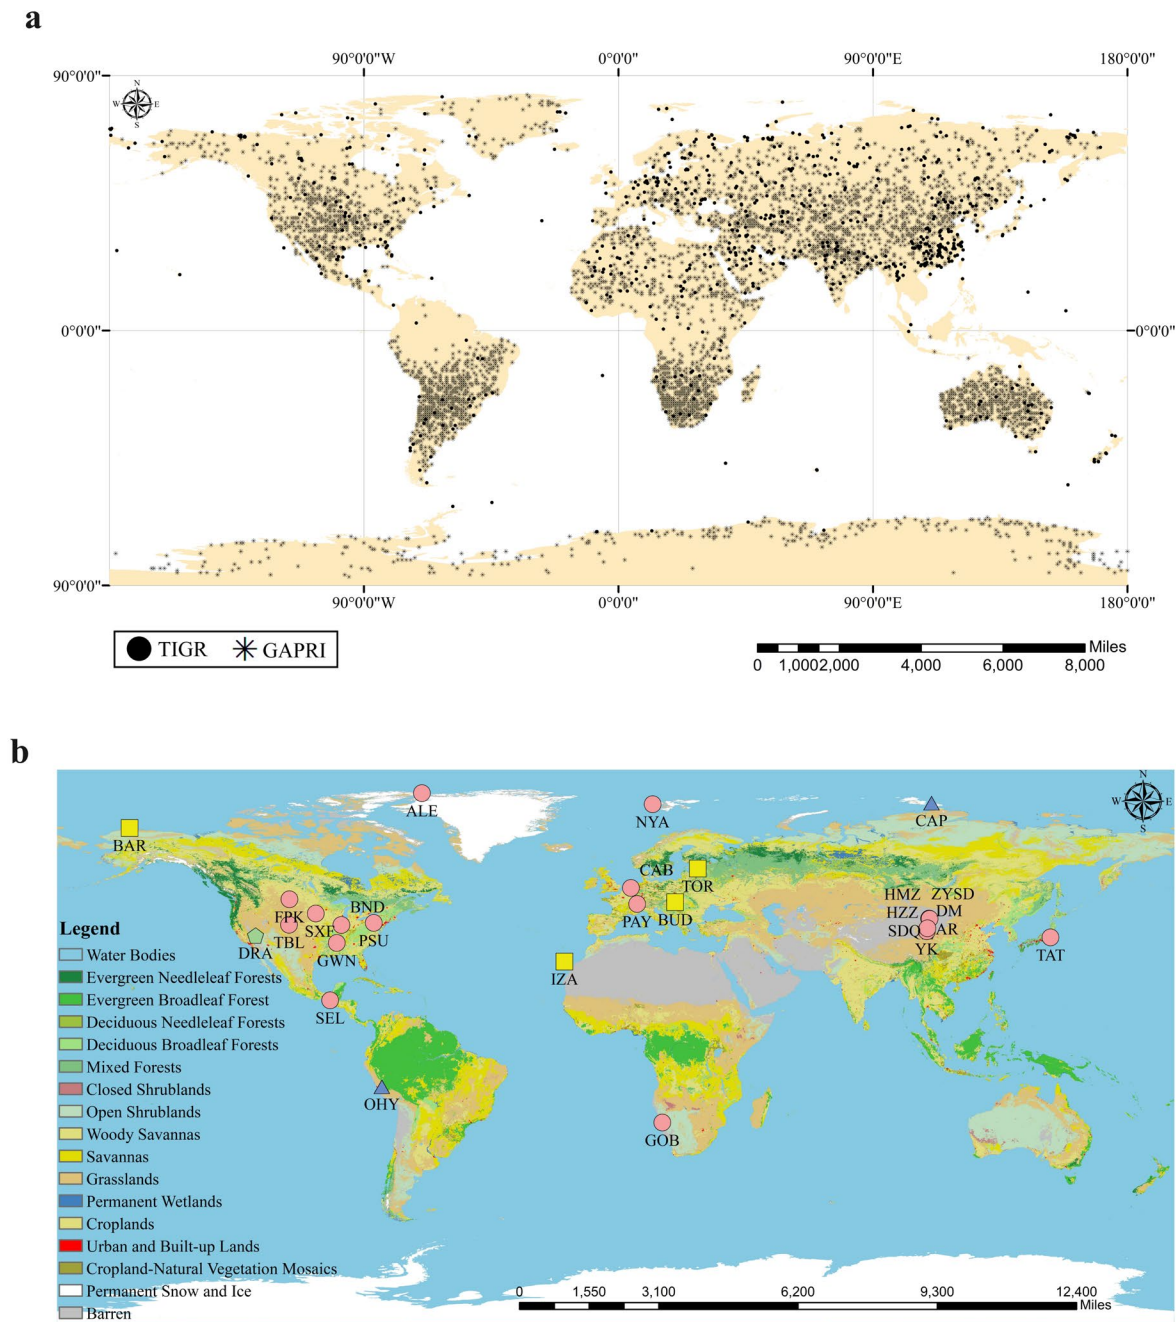 a
90°0'0"W 0°0'0" 90°0'0"E 180°0'0"
90°0'0"
N
W E
S
0°0'0" 0°0'0"
90°0'0"
90°0'0"W 0°0'0" 90°0'0"E 180°0'0"
TIGR GAPRI
Miles
0 1,000 2,000 4,000 6,000 8,000
b
N
W E
S
ALE
NYA
CAP
BAR
CAB
TOR
HMZ ZYSD
FPK
BND
PAY BUD
HZZ DM
SXF
SDQ AR
TBL
PSU
DRA
GWN
YK
TAT
IZA
SEL
OHY
GOB
Legend
Water Bodies
Evergreen Needleleaf Forests
Evergreen Broadleaf Forest
Deciduous Needleleaf Forests
Deciduous Broadleaf Forests
Mixed Forests
Closed Shrublands
Open Shrublands
Woody Savannas
Savannas
Grasslands
Permanent Wetlands
Croplands
Urban and Built-up Lands
Cropland-Natural Vegetation Mosaics
Permanent Snow and Ice
Barren
0 1,550 3,100 6,200 9,300 12,400
Miles